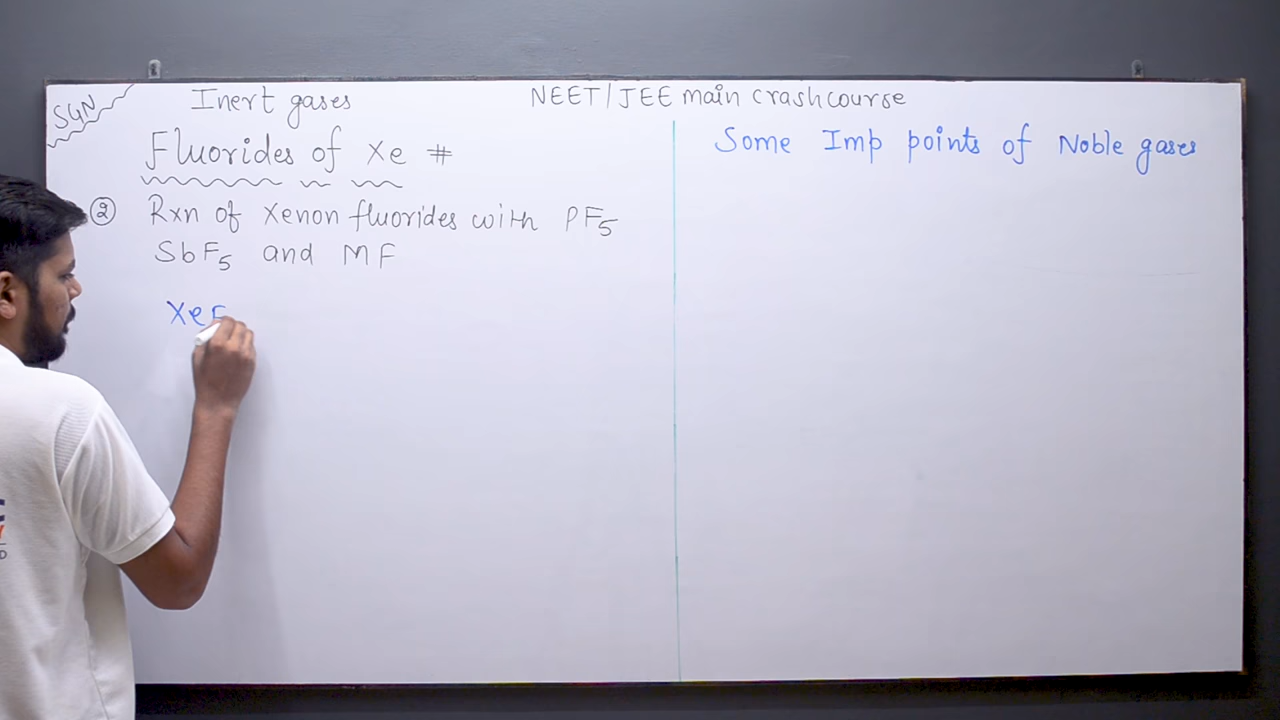 SGN
Inert gases
NEET/JEE main crash course
Fluorides of Xe #
② Rxn of Xenon fluorides with PF₅
SbF₅ and MF
XeF
Some Imp points of Noble gases